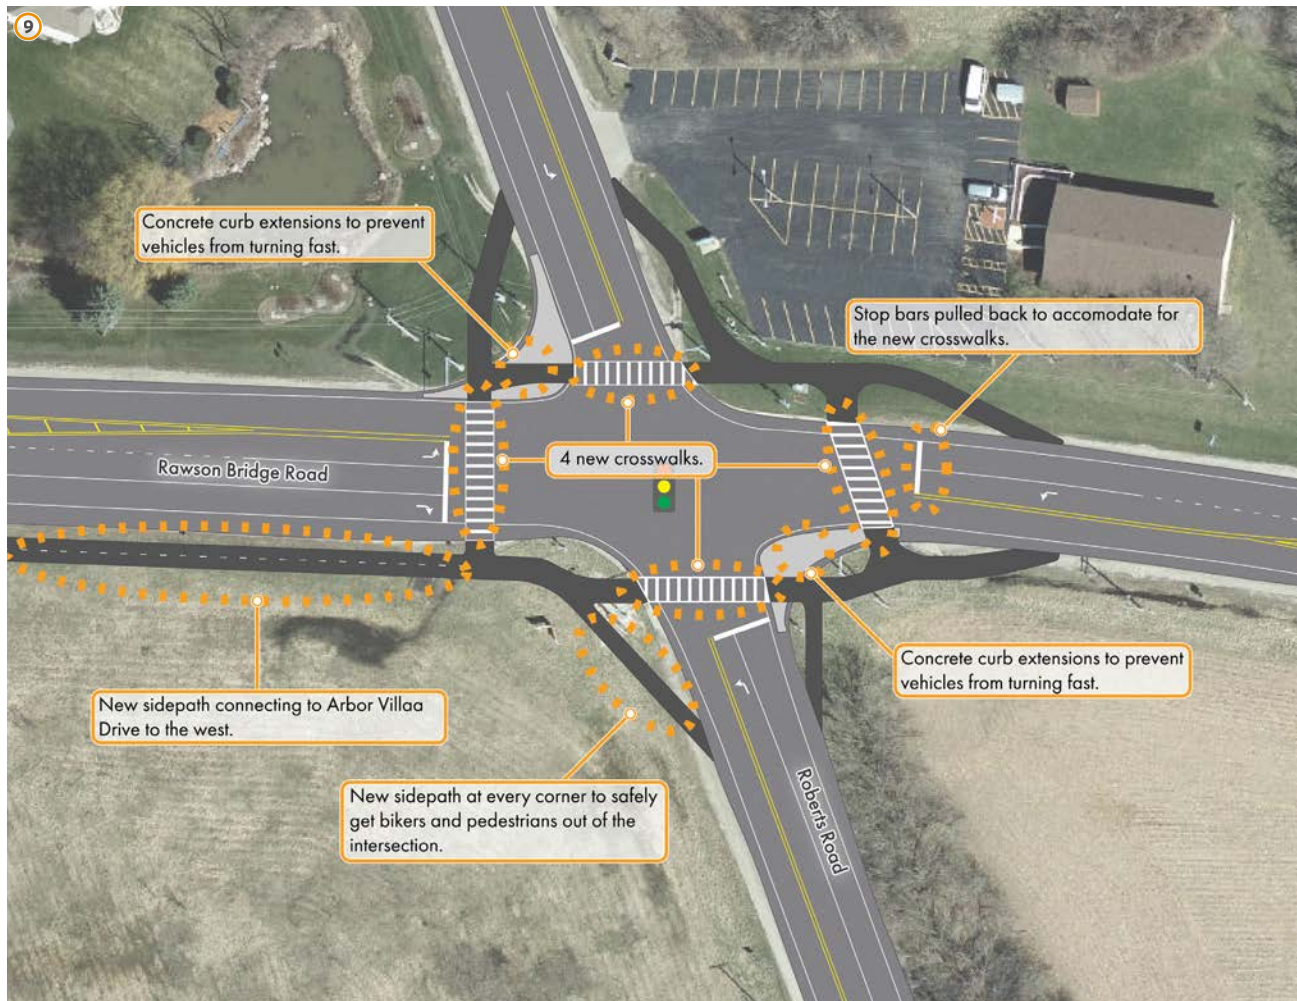 9
Concrete curb extensions to prevent
vehicles from turning fast.
Stop bars pulled back to accomodate for
the new crosswalks.
4 new crosswalks.
Rawson Bridge Road
New sidepath connecting to Arbor Villaa
Drive to the west.
Concrete curb extensions to prevent
vehicles from turning fast.
New sidepath at every corner to safely
get bikers and pedestrians out of the
intersection.
Roberts Road